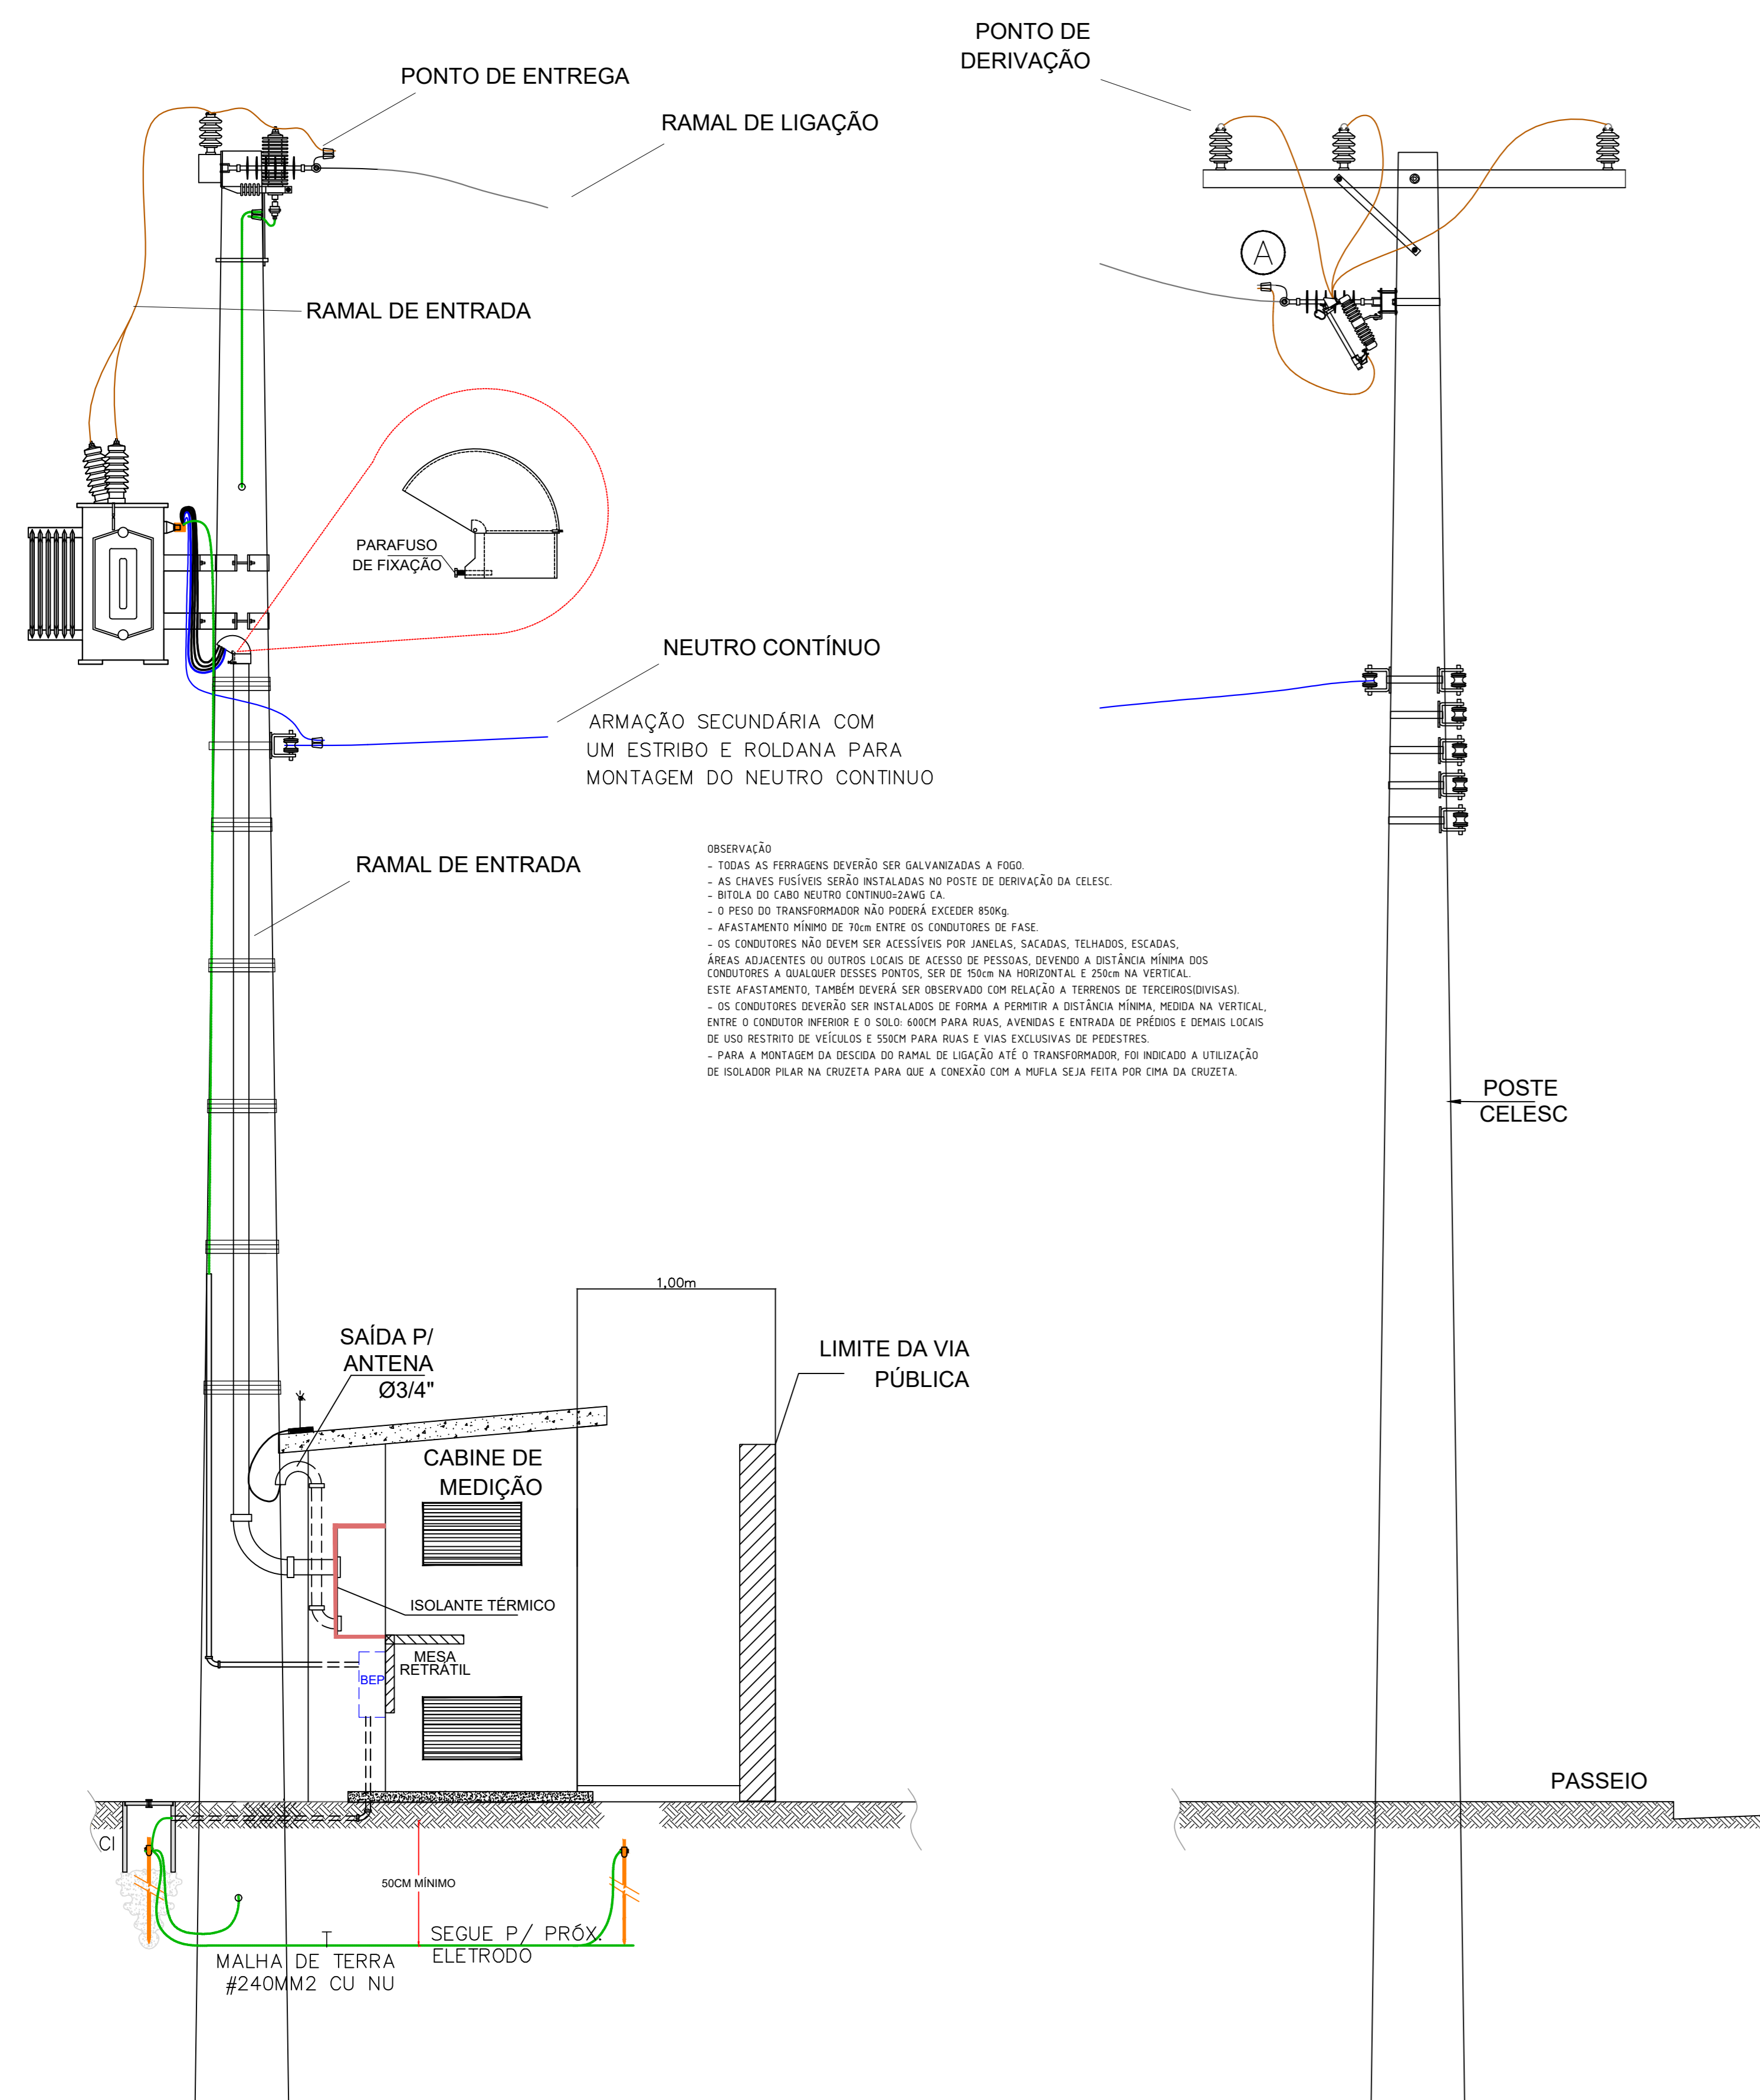 PONTO DE
DERIVAÇÃO
PONTO DE ENTREGA
RAMAL DE LIGAÇÃO
A
RAMAL DE ENTRADA
PARAFUSO
DE FIXAÇÃO
NEUTRO CONTÍNUO
ARMAÇÃO SECUNDÁRIA COM
UM ESTRIBO E ROLDANA PARA
MONTAGEM DO NEUTRO CONTINUO
RAMAL DE ENTRADA
OBSERVAÇÃO
- TODAS AS FERRAGENS DEVERÃO SER GALVANIZADAS A FOGO.
- AS CHAVES FUSÍVEIS SERÃO INSTALADAS NO POSTE DE DERIVAÇÃO DA CELESC.
- BITOLA DO CABO NEUTRO CONTINUO=2AWG CA.
- O PESO DO TRANSFORMADOR NÃO PODERÁ EXCEDER 850Kg.
- AFASTAMENTO MÍNIMO DE 70cm ENTRE OS CONDUTORES DE FASE.
- OS CONDUTORES NÃO DEVEM SER ACESSÍVEIS POR JANELAS, SACADAS, TELHADOS, ESCADAS,
ÁREAS ADJACENTES OU OUTROS LOCAIS DE ACESSO DE PESSOAS, DEVENDO A DISTÂNCIA MÍNIMA DOS
CONDUTORES A QUALQUER DESSES PONTOS, SER DE 150cm NA HORIZONTAL E 250cm NA VERTICAL.
ESTE AFASTAMENTO, TAMBÉM DEVERÁ SER OBSERVADO COM RELAÇÃO A TERRENOS DE TERCEIROS(DIVISAS).
- OS CONDUTORES DEVERÃO SER INSTALADOS DE FORMA A PERMITIR A DISTÂNCIA MÍNIMA, MEDIDA NA VERTICAL,
ENTRE O CONDUTOR INFERIOR E O SOLO: 600CM PARA RUAS, AVENIDAS E ENTRADA DE PRÉDIOS E DEMAIS LOCAIS
DE USO RESTRITO DE VEÍCULOS E 550CM PARA RUAS E VIAS EXCLUSIVAS DE PEDESTRES.
- PARA A MONTAGEM DA DESCIDA DO RAMAL DE LIGAÇÃO ATÉ O TRANSFORMADOR, FOI INDICADO A UTILIZAÇÃO
DE ISOLADOR PILAR NA CRUZETA PARA QUE A CONEXÃO COM A MUFLA SEJA FEITA POR CIMA DA CRUZETA.
POSTE
CELESC
1,00m
SAÍDA P/
ANTENA
Ø3/4"
LIMITE DA VIA
PÚBLICA
CABINE DE
MEDIÇÃO
ISOLANTE TÉRMICO
MESA
RETRÁTIL
BEP
PASSEIO
CI
50CM MÍNIMO
SEGUE P/ PRÓX.
ELETRODO
T
MALHA DE TERRA
#240MM2 CU NU